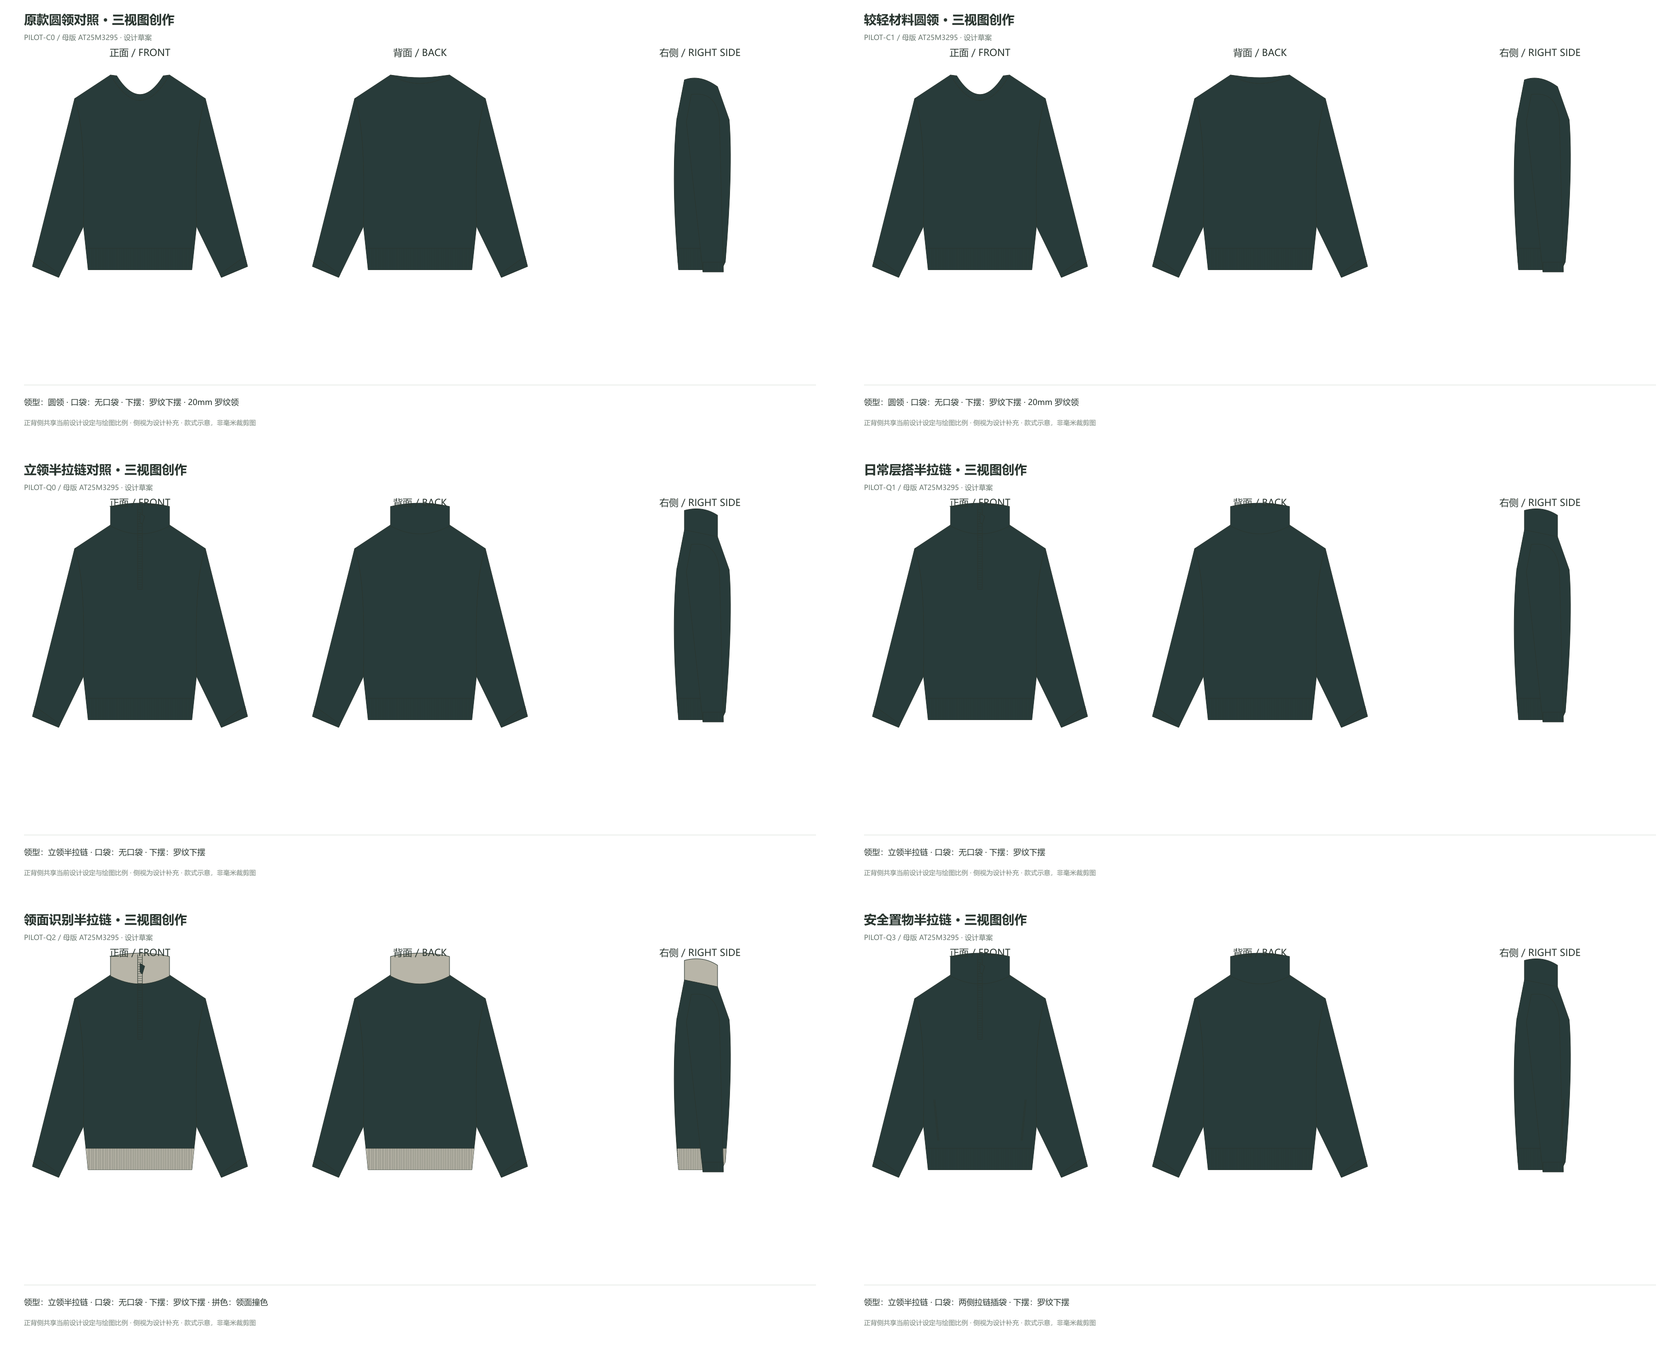 原款圆领对照・三视图创作
PILOT-C0 / 母版 AT25M3295 · 设计草案
正面 / FRONT
背面 / BACK
右侧 / RIGHT SIDE
领型：圆领 · 口袋：无口袋 · 下摆：罗纹下摆 · 20mm 罗纹领
正背侧共享当前设计设定与绘图比例 · 侧视为设计补充 · 款式示意，非毫米裁剪图
较轻材料圆领・三视图创作
PILOT-C1 / 母版 AT25M3295 · 设计草案
正面 / FRONT
背面 / BACK
右侧 / RIGHT SIDE
领型：圆领 · 口袋：无口袋 · 下摆：罗纹下摆 · 20mm 罗纹领
正背侧共享当前设计设定与绘图比例 · 侧视为设计补充 · 款式示意，非毫米裁剪图
立领半拉链对照・三视图创作
PILOT-Q0 / 母版 AT25M3295 · 设计草案
正面 / FRONT
背面 / BACK
右侧 / RIGHT SIDE
领型：立领半拉链 · 口袋：无口袋 · 下摆：罗纹下摆
正背侧共享当前设计设定与绘图比例 · 侧视为设计补充 · 款式示意，非毫米裁剪图
日常层搭半拉链・三视图创作
PILOT-Q1 / 母版 AT25M3295 · 设计草案
正面 / FRONT
背面 / BACK
右侧 / RIGHT SIDE
领型：立领半拉链 · 口袋：无口袋 · 下摆：罗纹下摆
正背侧共享当前设计设定与绘图比例 · 侧视为设计补充 · 款式示意，非毫米裁剪图
领面识别半拉链・三视图创作
PILOT-Q2 / 母版 AT25M3295 · 设计草案
正面 / FRONT
背面 / BACK
右侧 / RIGHT SIDE
领型：立领半拉链 · 口袋：无口袋 · 下摆：罗纹下摆 · 拼色：领面撞色
正背侧共享当前设计设定与绘图比例 · 侧视为设计补充 · 款式示意，非毫米裁剪图
安全置物半拉链・三视图创作
PILOT-Q3 / 母版 AT25M3295 · 设计草案
正面 / FRONT
背面 / BACK
右侧 / RIGHT SIDE
领型：立领半拉链 · 口袋：两侧拉链插袋 · 下摆：罗纹下摆
正背侧共享当前设计设定与绘图比例 · 侧视为设计补充 · 款式示意，非毫米裁剪图